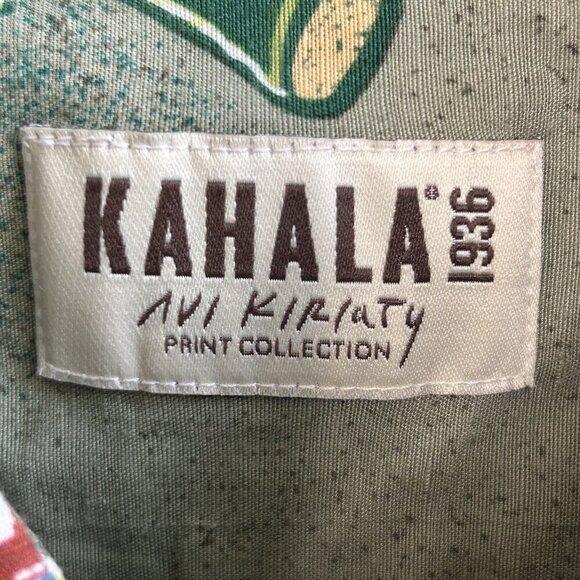 KAHALA® 1936
AVI KIRIATY
PRINT COLLECTION